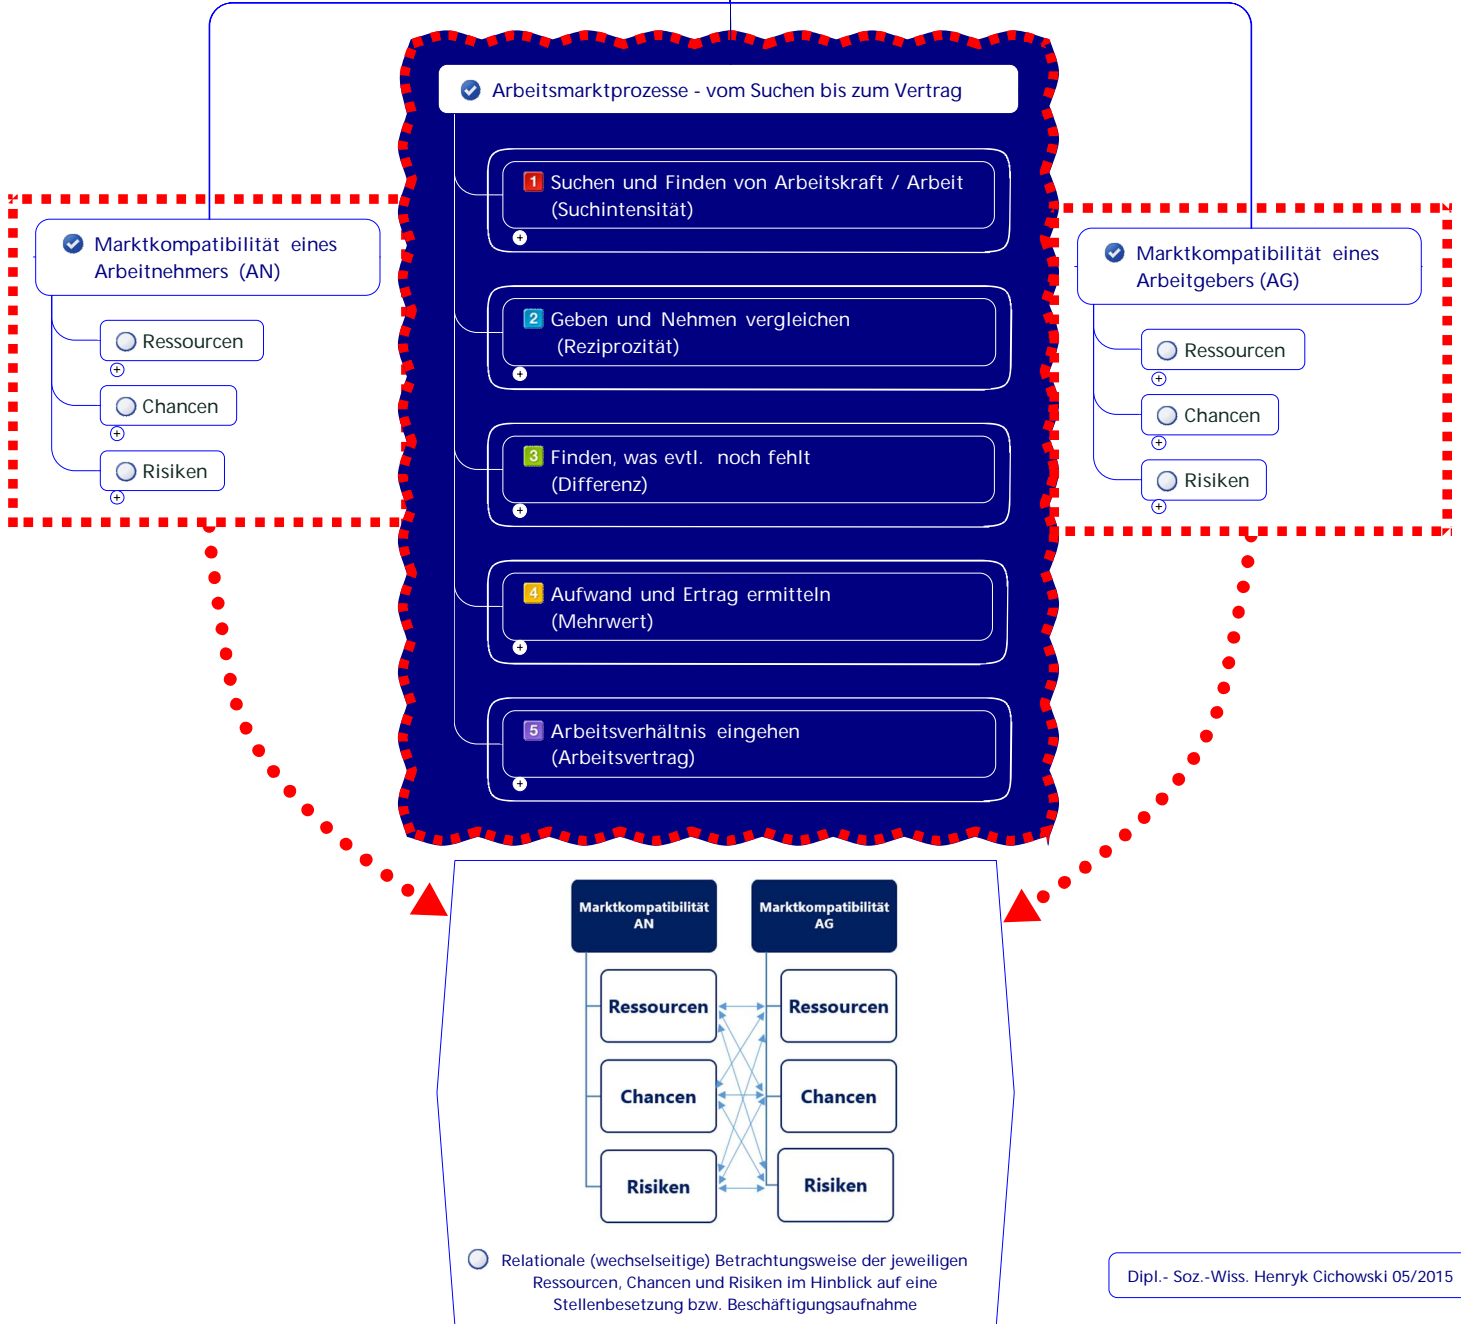 Arbeitsmarktprozesse - vom Suchen bis zum Vertrag
1 Suchen und Finden von Arbeitskraft / Arbeit
(Suchintensität)
2 Geben und Nehmen vergleichen
(Reziprozität)
3 Finden, was evtl. noch fehlt
(Differenz)
4 Aufwand und Ertrag ermitteln
(Mehrwert)
5 Arbeitsverhältnis eingehen
(Arbeitsvertrag)
Marktkompatibilität eines
Arbeitnehmers (AN)
Ressourcen
Chancen
Risiken
Marktkompatibilität eines
Arbeitgebers (AG)
Ressourcen
Chancen
Risiken
Marktkompatibilität
AN
Ressourcen
Chancen
Risiken
Marktkompatibilität
AG
Ressourcen
Chancen
Risiken
Relationale (wechselseitige) Betrachtungsweise der jeweiligen
Ressourcen, Chancen und Risiken im Hinblick auf eine
Stellenbesetzung bzw. Beschäftigungsaufnahme
Dipl.- Soz.-Wiss. Henryk Cichowski 05/2015